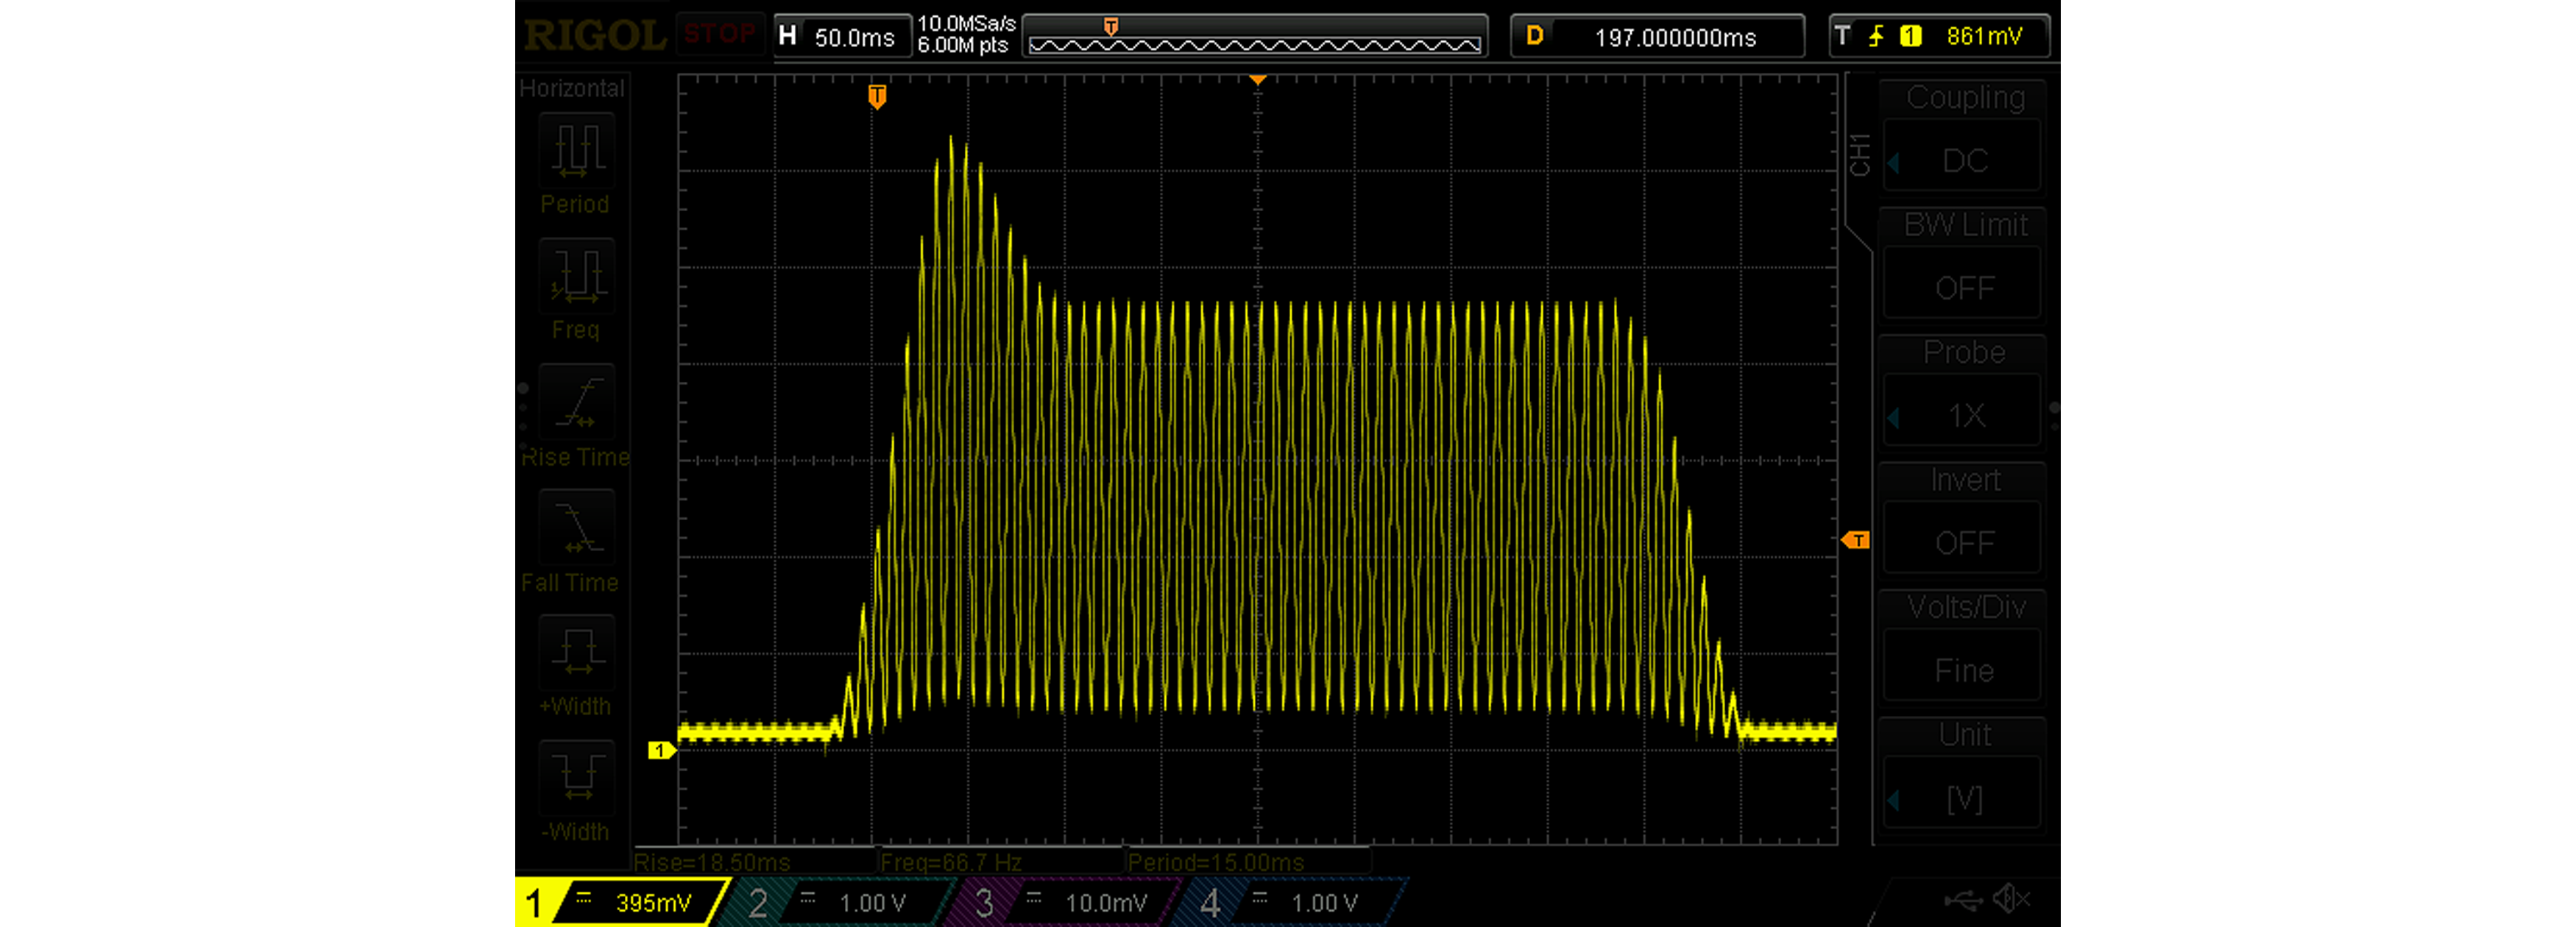 RIGOL STOP H 50.0ms 10.0MSa/s 6.00M pts T D 197.000000ms T 1 861mV
Horizontal
T
Period
Freq
Rise Time
Fall Time
+Width
-Width
1
T
CH1
Coupling
DC
BW Limit
OFF
Probe
1X
Invert
OFF
Volts/Div
Fine
Unit
[V]
Rise=18.50ms Freq=66.7 Hz Period=15.00ms
1 395mV 2 1.00 V 3 10.0mV 4 1.00 V